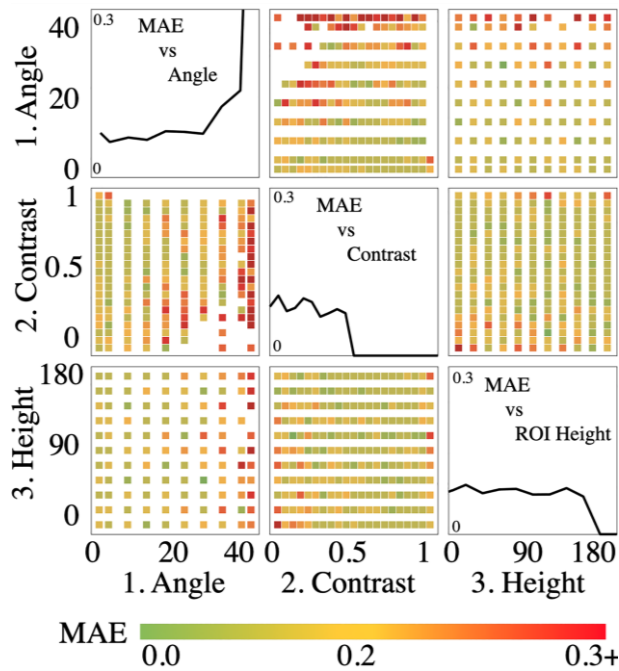 40
20
0
1. Angle
0.3
MAE
vs
Angle
0
1
0.5
0
2. Contrast
0.3
MAE
vs
Contrast
0
180
90
0
3. Height
0.3
MAE
vs
ROI Height
0
0 20 40
1. Angle
0 0.5 1
2. Contrast
0 90 180
3. Height
MAE
0.0 0.2 0.3+